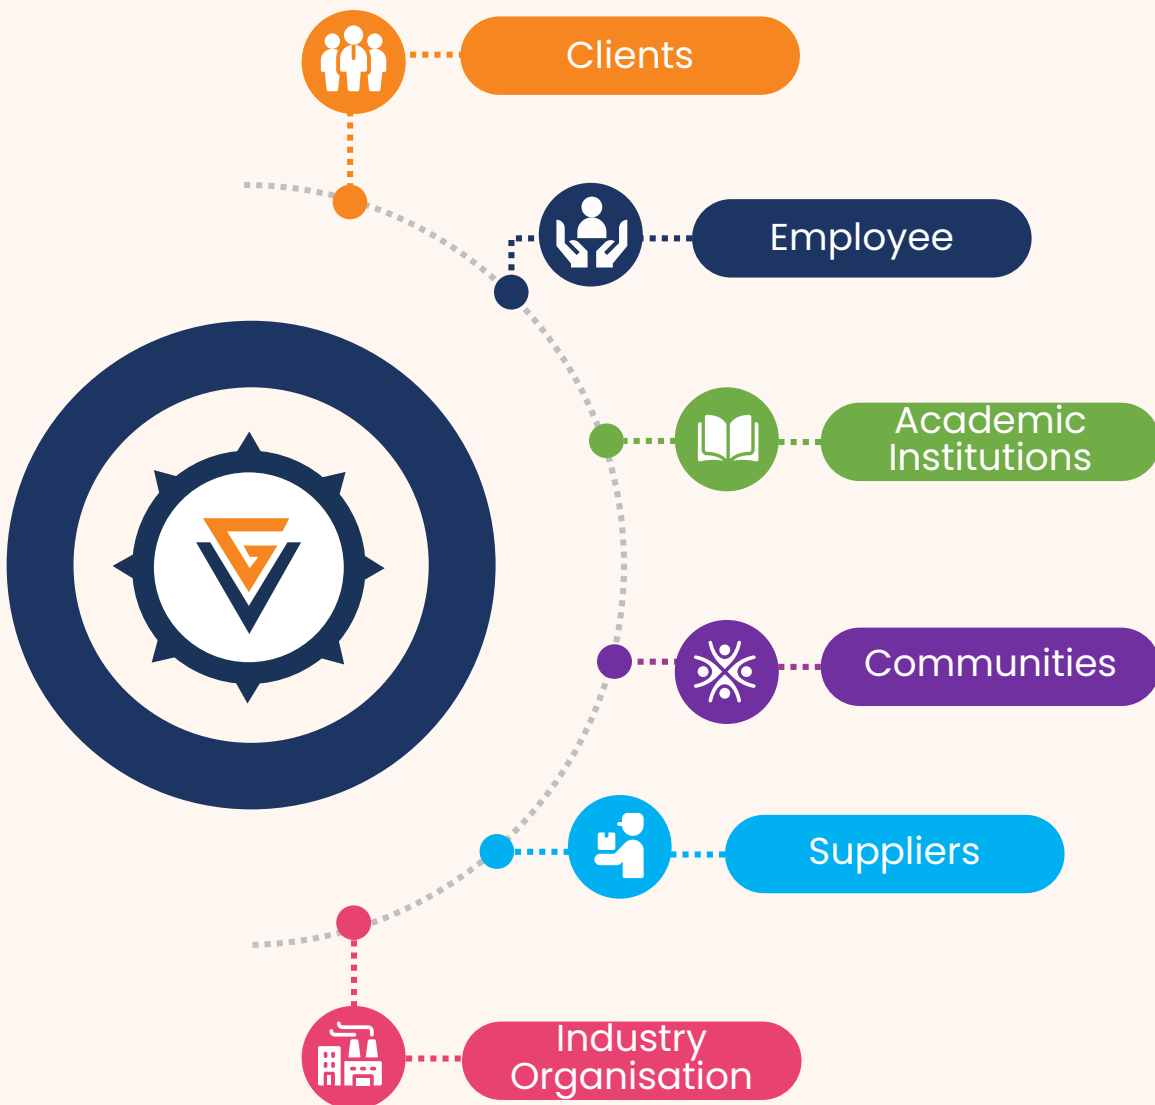 Clients
Employee
Academic
Institutions
Communities
Suppliers
Industry
Organisation